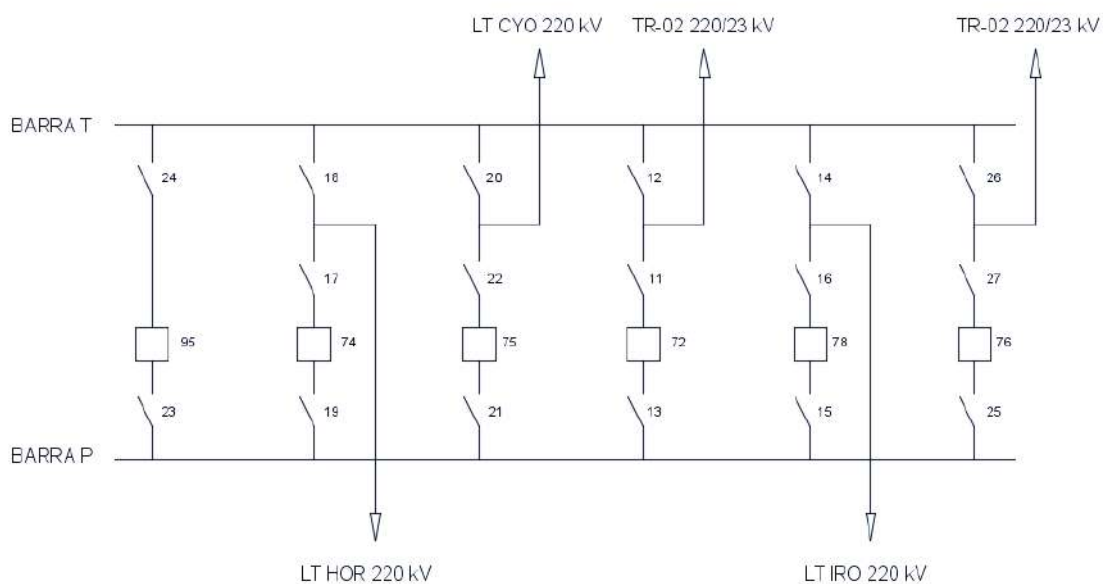 LT CYO 220 kV TR-02 220/23 kV TR-02 220/23 kV
BARRA T
24 18 20 12 14 26
17 22 11 16 27
95 74 75 72 78 76
23 19 21 13 15 25
BARRA P
LT HOR 220 kV LT IRO 220 kV